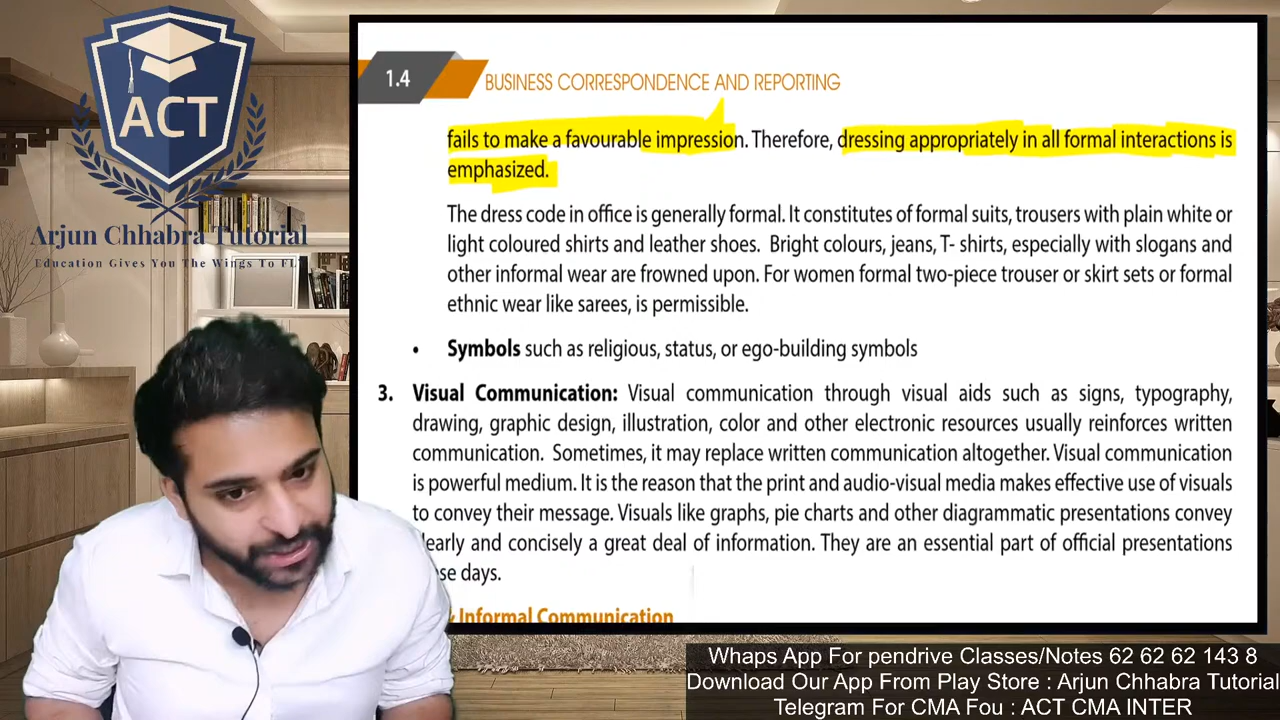 ACT
Arjun Chhabra Tutorial
Education Gives You The Wings To FL
1.4
BUSINESS CORRESPONDENCE AND REPORTING
fails to make a favourable impression. Therefore, dressing appropriately in all formal interactions is
emphasized.
The dress code in office is generally formal. It constitutes of formal suits, trousers with plain white or
light coloured shirts and leather shoes. Bright colours, jeans, T- shirts, especially with slogans and
other informal wear are frowned upon. For women formal two-piece trouser or skirt sets or formal
ethnic wear like sarees, is permissible.
• Symbols such as religious, status, or ego-building symbols
3. Visual Communication: Visual communication through visual aids such as signs, typography,
drawing, graphic design, illustration, color and other electronic resources usually reinforces written
communication. Sometimes, it may replace written communication altogether. Visual communication
is powerful medium. It is the reason that the print and audio-visual media makes effective use of visuals
to convey their message. Visuals like graphs, pie charts and other diagrammatic presentations convey
learly and concisely a great deal of information. They are an essential part of official presentations
se days.
Informal Communication
Whaps App For pendrive Classes/Notes 62 62 62 143 8
Download Our App From Play Store : Arjun Chhabra Tutorial
Telegram For CMA Fou : ACT CMA INTER